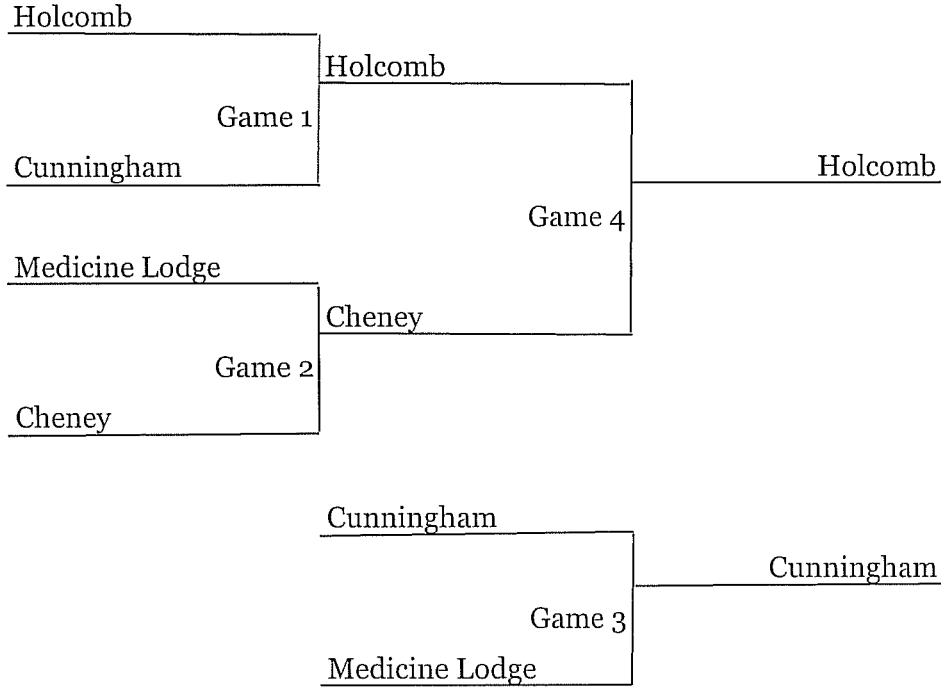 Holcomb
Holcomb
Game 1
Cunningham
Holcomb
Game 4
Medicine Lodge
Cheney
Game 2
Cheney
Cunningham
Cunningham
Game 3
Medicine Lodge